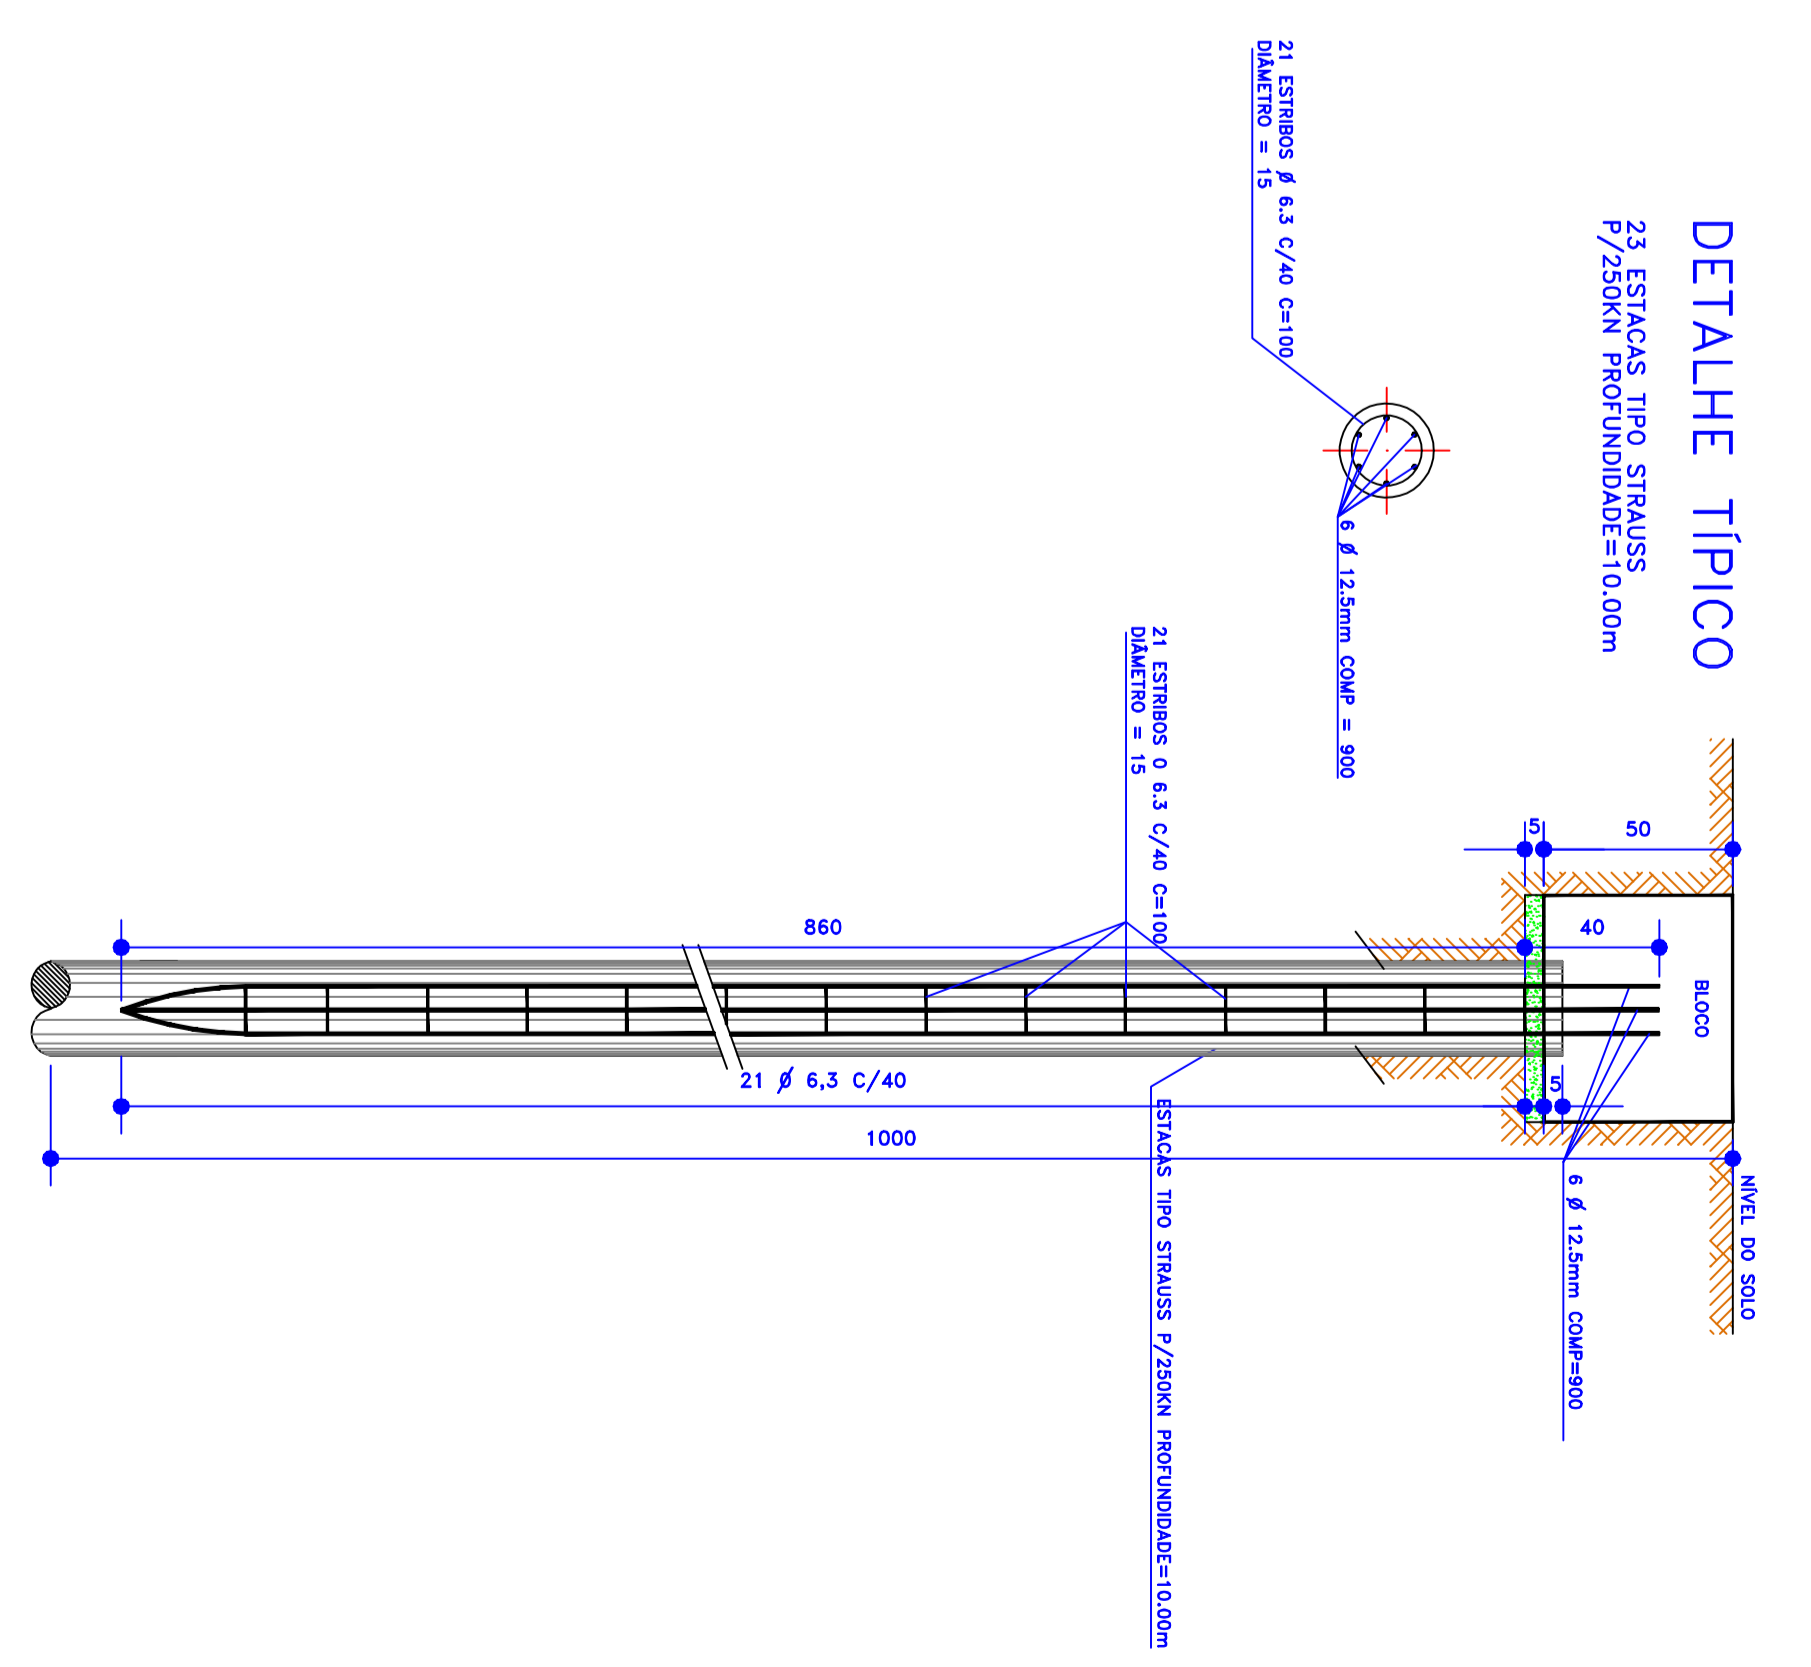 DETALHE TÍPICO
23 ESTACAS TIPO STRAUSS
P/250KN PROFUNDIDADE=10.00m
21 ESTRIBOS Ø 6.3 C/40 C=100
DIÂMETRO = 15
6 Ø 12.5mm COMP = 900
21 ESTRIBOS 0 6.3 C/40 C=100
DIÂMETRO = 15
5
50
860
40
BLOCO
21 Ø 6,3 C/40
5
1000
NÍVEL DO SOLO
6 Ø 12.5mm COMP=900
ESTACAS TIPO STRAUSS P/250KN PROFUNDIDADE=10.00m